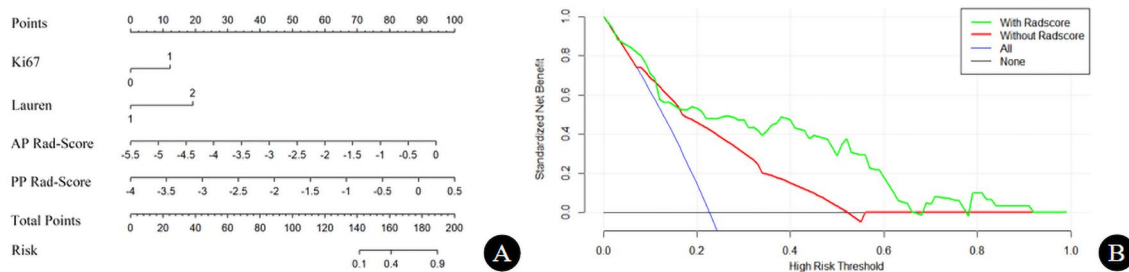 Points 0 10 20 30 40 50 60 70 80 90 100
Ki67 0 1
Lauren 1 2
AP Rad-Score -5.5 -5 -4.5 -4 -3.5 -3 -2.5 -2 -1.5 -1 -0.5 0
PP Rad-Score -4 -3.5 -3 -2.5 -2 -1.5 -1 -0.5 0 0.5
Total Points 0 20 40 60 80 100 120 140 160 180 200
Risk 0.1 0.4 0.9
A
Standardized Net Benefit
1.0
0.8
0.6
0.4
0.2
0.0
With Radscore
Without Radscore
All
None
0.0 0.2 0.4 0.6 0.8 1.0
High Risk Threshold
B